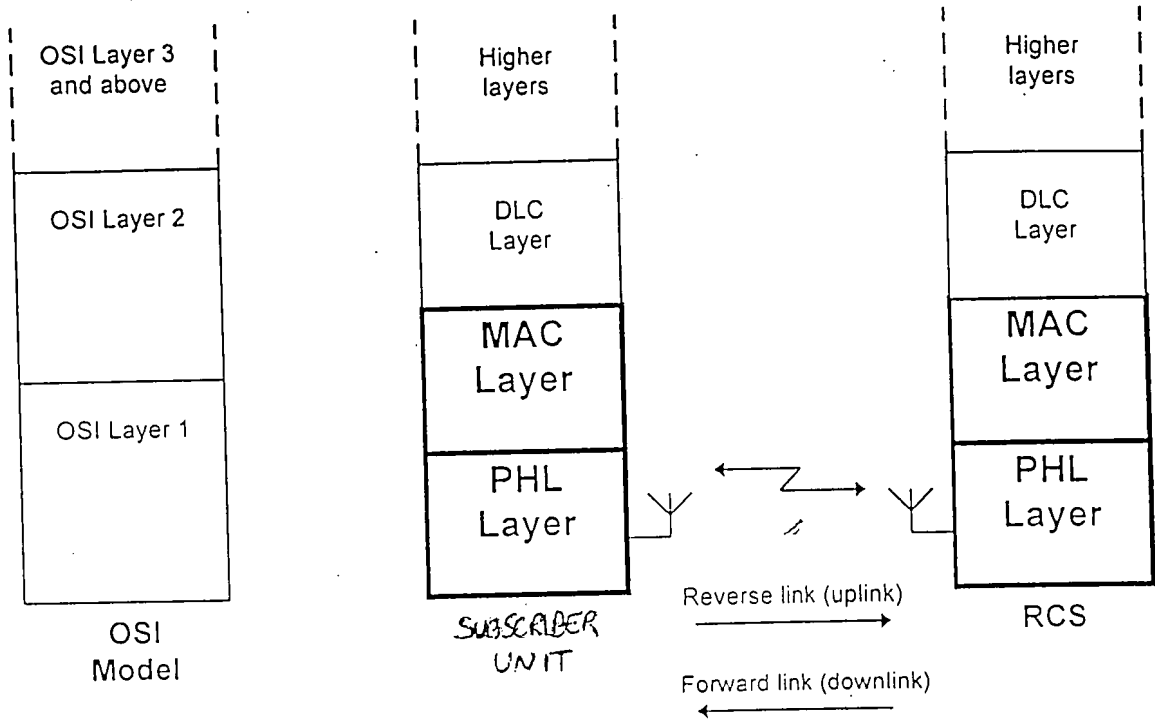 OSI Layer 3
and above
OSI Layer 2
OSI Layer 1
OSI
Model
Higher
layers
DLC
Layer
MAC
Layer
PHL
Layer
SUBSCRIBER
UNIT
Reverse link (uplink)
Forward link (downlink)
Higher
layers
DLC
Layer
MAC
Layer
PHL
Layer
RCS